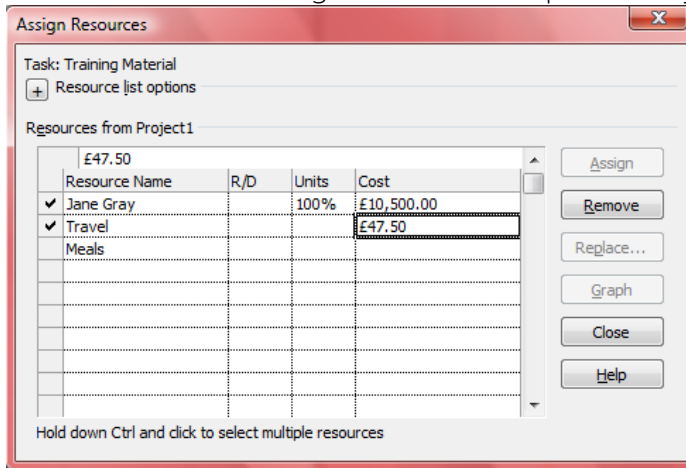 Assign Resources
X
Task: Training Material
+ Resource list options
Resources from Project1
£47.50
Assign
Resource Name R/D Units Cost
Jane Gray 100% £10,500.00
Remove
Travel £47.50
Meals
Replace...
Graph
Close
Help
Hold down Ctrl and click to select multiple resources